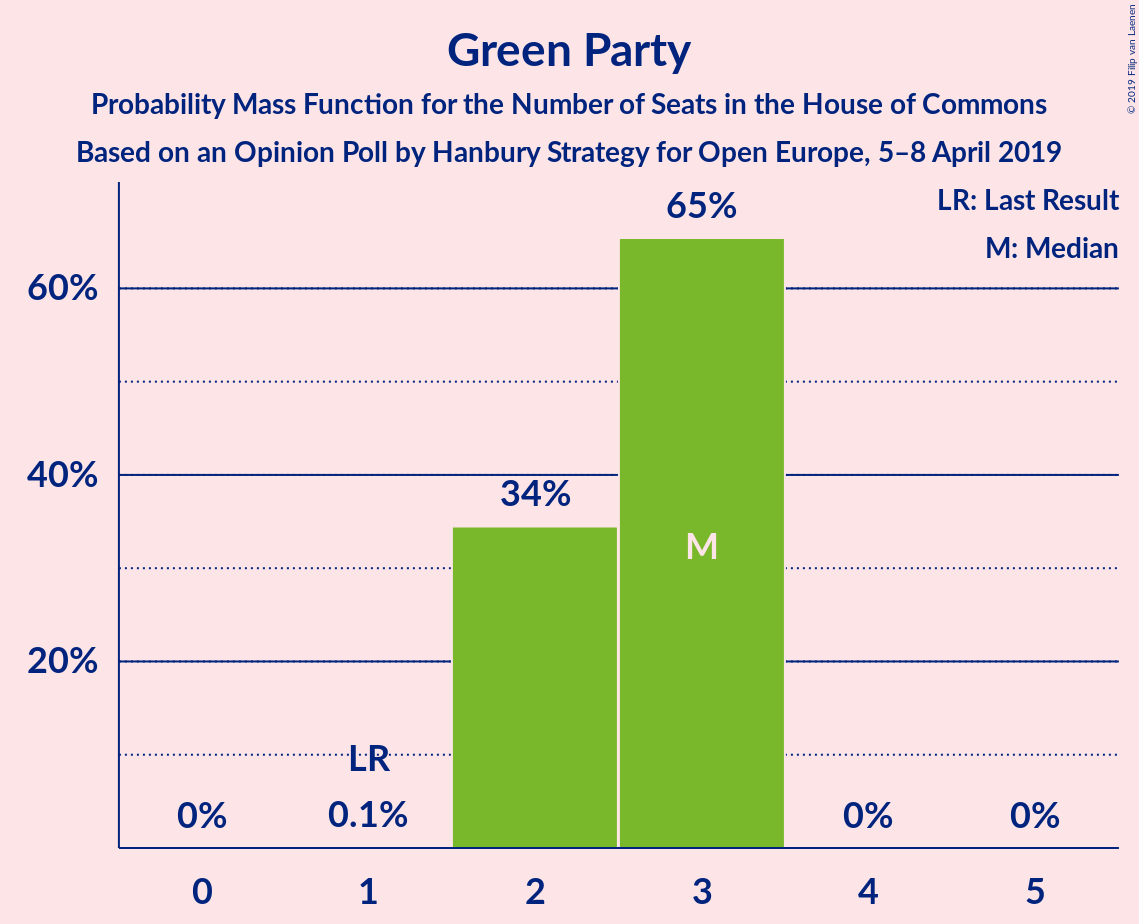 Green Party
Probability Mass Function for the Number of Seats in the House of Commons
Based on an Opinion Poll by Hanbury Strategy for Open Europe, 5–8 April 2019
© 2019 Filip van Laenen
LR: Last Result
M: Median
65%
60%
40%
34%
M
20%
LR
0%
0.1%
0%
0%
0
1
2
3
4
5